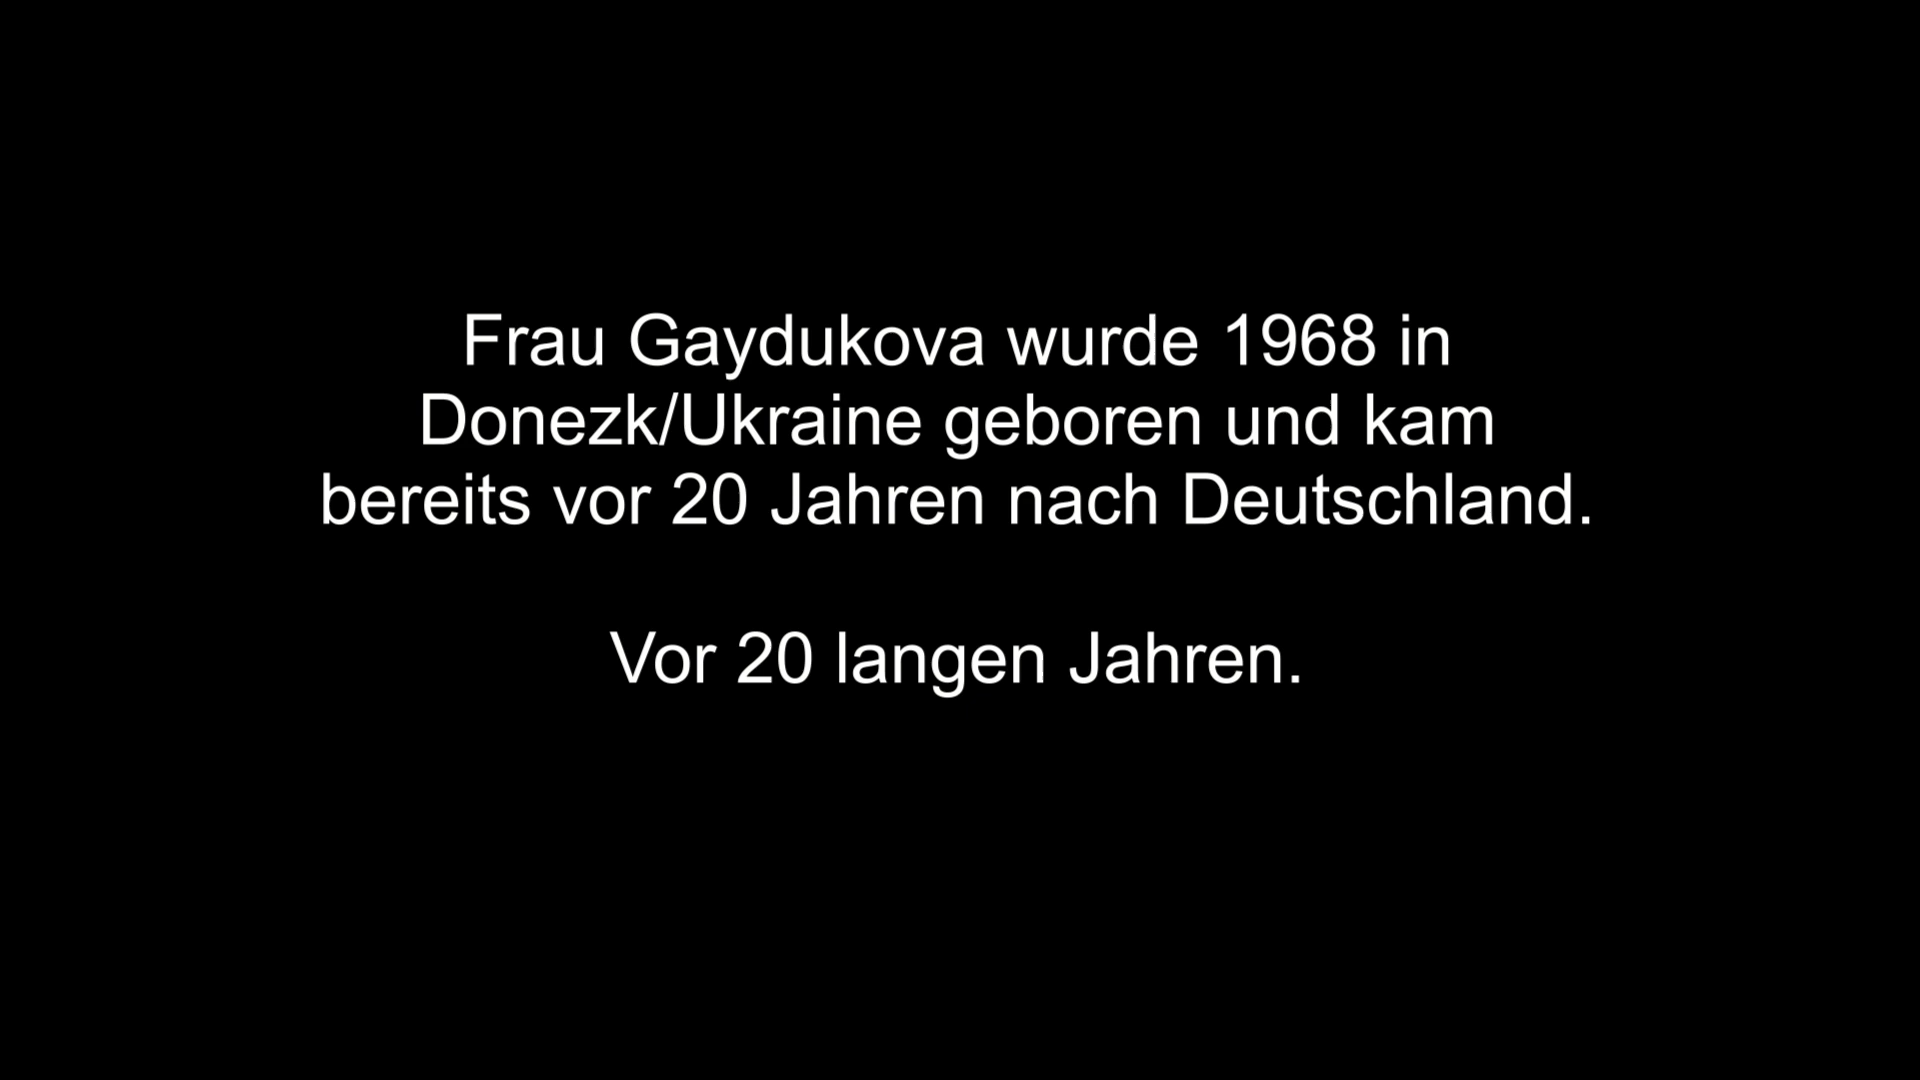 Frau Gaydukova wurde 1968 in
Donezk/Ukraine geboren und kam
bereits vor 20 Jahren nach Deutschland.
Vor 20 langen Jahren.